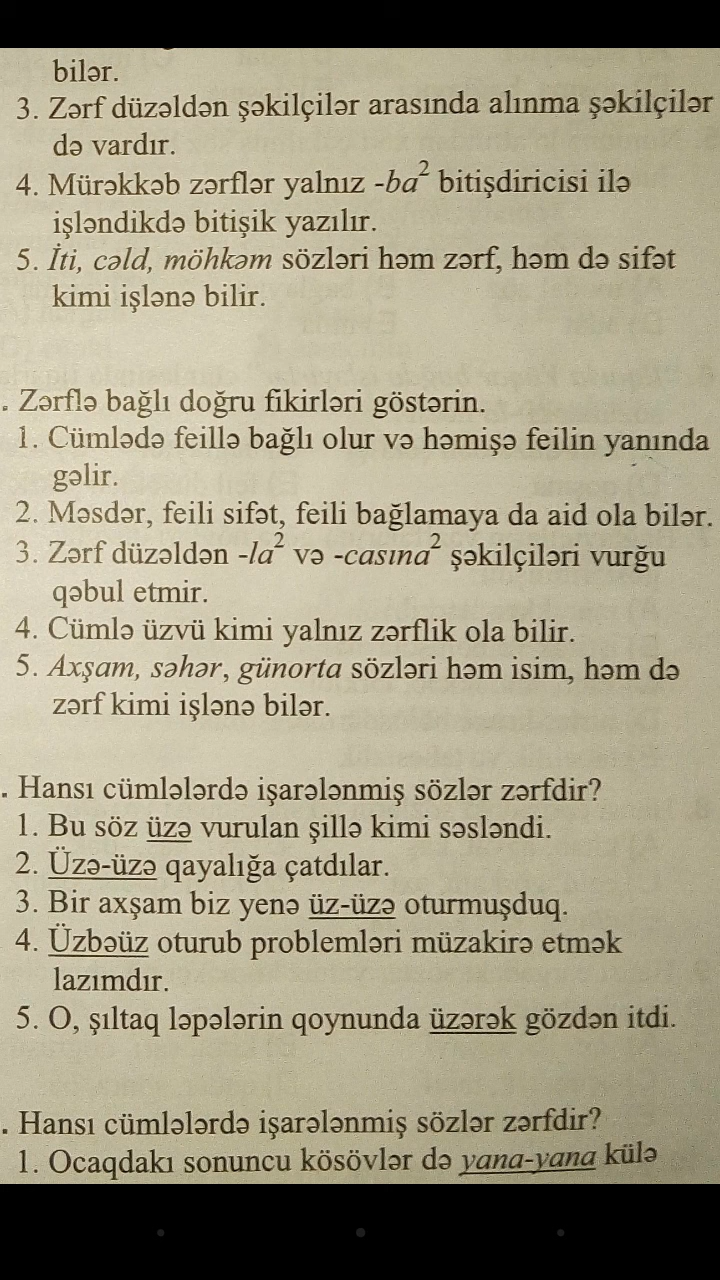 bilər.
3. Zərf düzəldən şəkilçilər arasında alınma şəkilçilər
də vardır.
4. Mürəkkəb zərflər yalnız -ba² bitişdiricisi ilə
işləndikdə bitişik yazılır.
5. İti, cəld, möhkəm sözləri həm zərf, həm də sifət
kimi işlənə bilir.
. Zərflə bağlı doğru fikirləri göstərin.
1. Cümlədə feillə bağlı olur və həmişə feilin yanında
gəlir.
2. Məsdər, feili sifət, feili bağlamaya da aid ola bilər.
3. Zərf düzəldən -la² və -casına² şəkilçiləri vurğu
qəbul etmir.
4. Cümlə üzvü kimi yalnız zərflik ola bilir.
5. Axşam, səhər, günorta sözləri həm isim, həm də
zərf kimi işlənə bilər.
. Hansı cümlələrdə işarələnmiş sözlər zərfdir?
1. Bu söz üzə vurulan şillə kimi səsləndi.
2. Üzə-üzə qayalığa çatdılar.
3. Bir axşam biz yenə üz-üzə oturmuşduq.
4. Üzbəüz oturub problemləri müzakirə etmək
lazımdır.
5. O, şıltaq ləpələrin qoynunda üzərək gözdən itdi.
. Hansı cümlələrdə işarələnmiş sözlər zərfdir?
1. Ocaqdakı sonuncu kösövlər də yana-yana külə